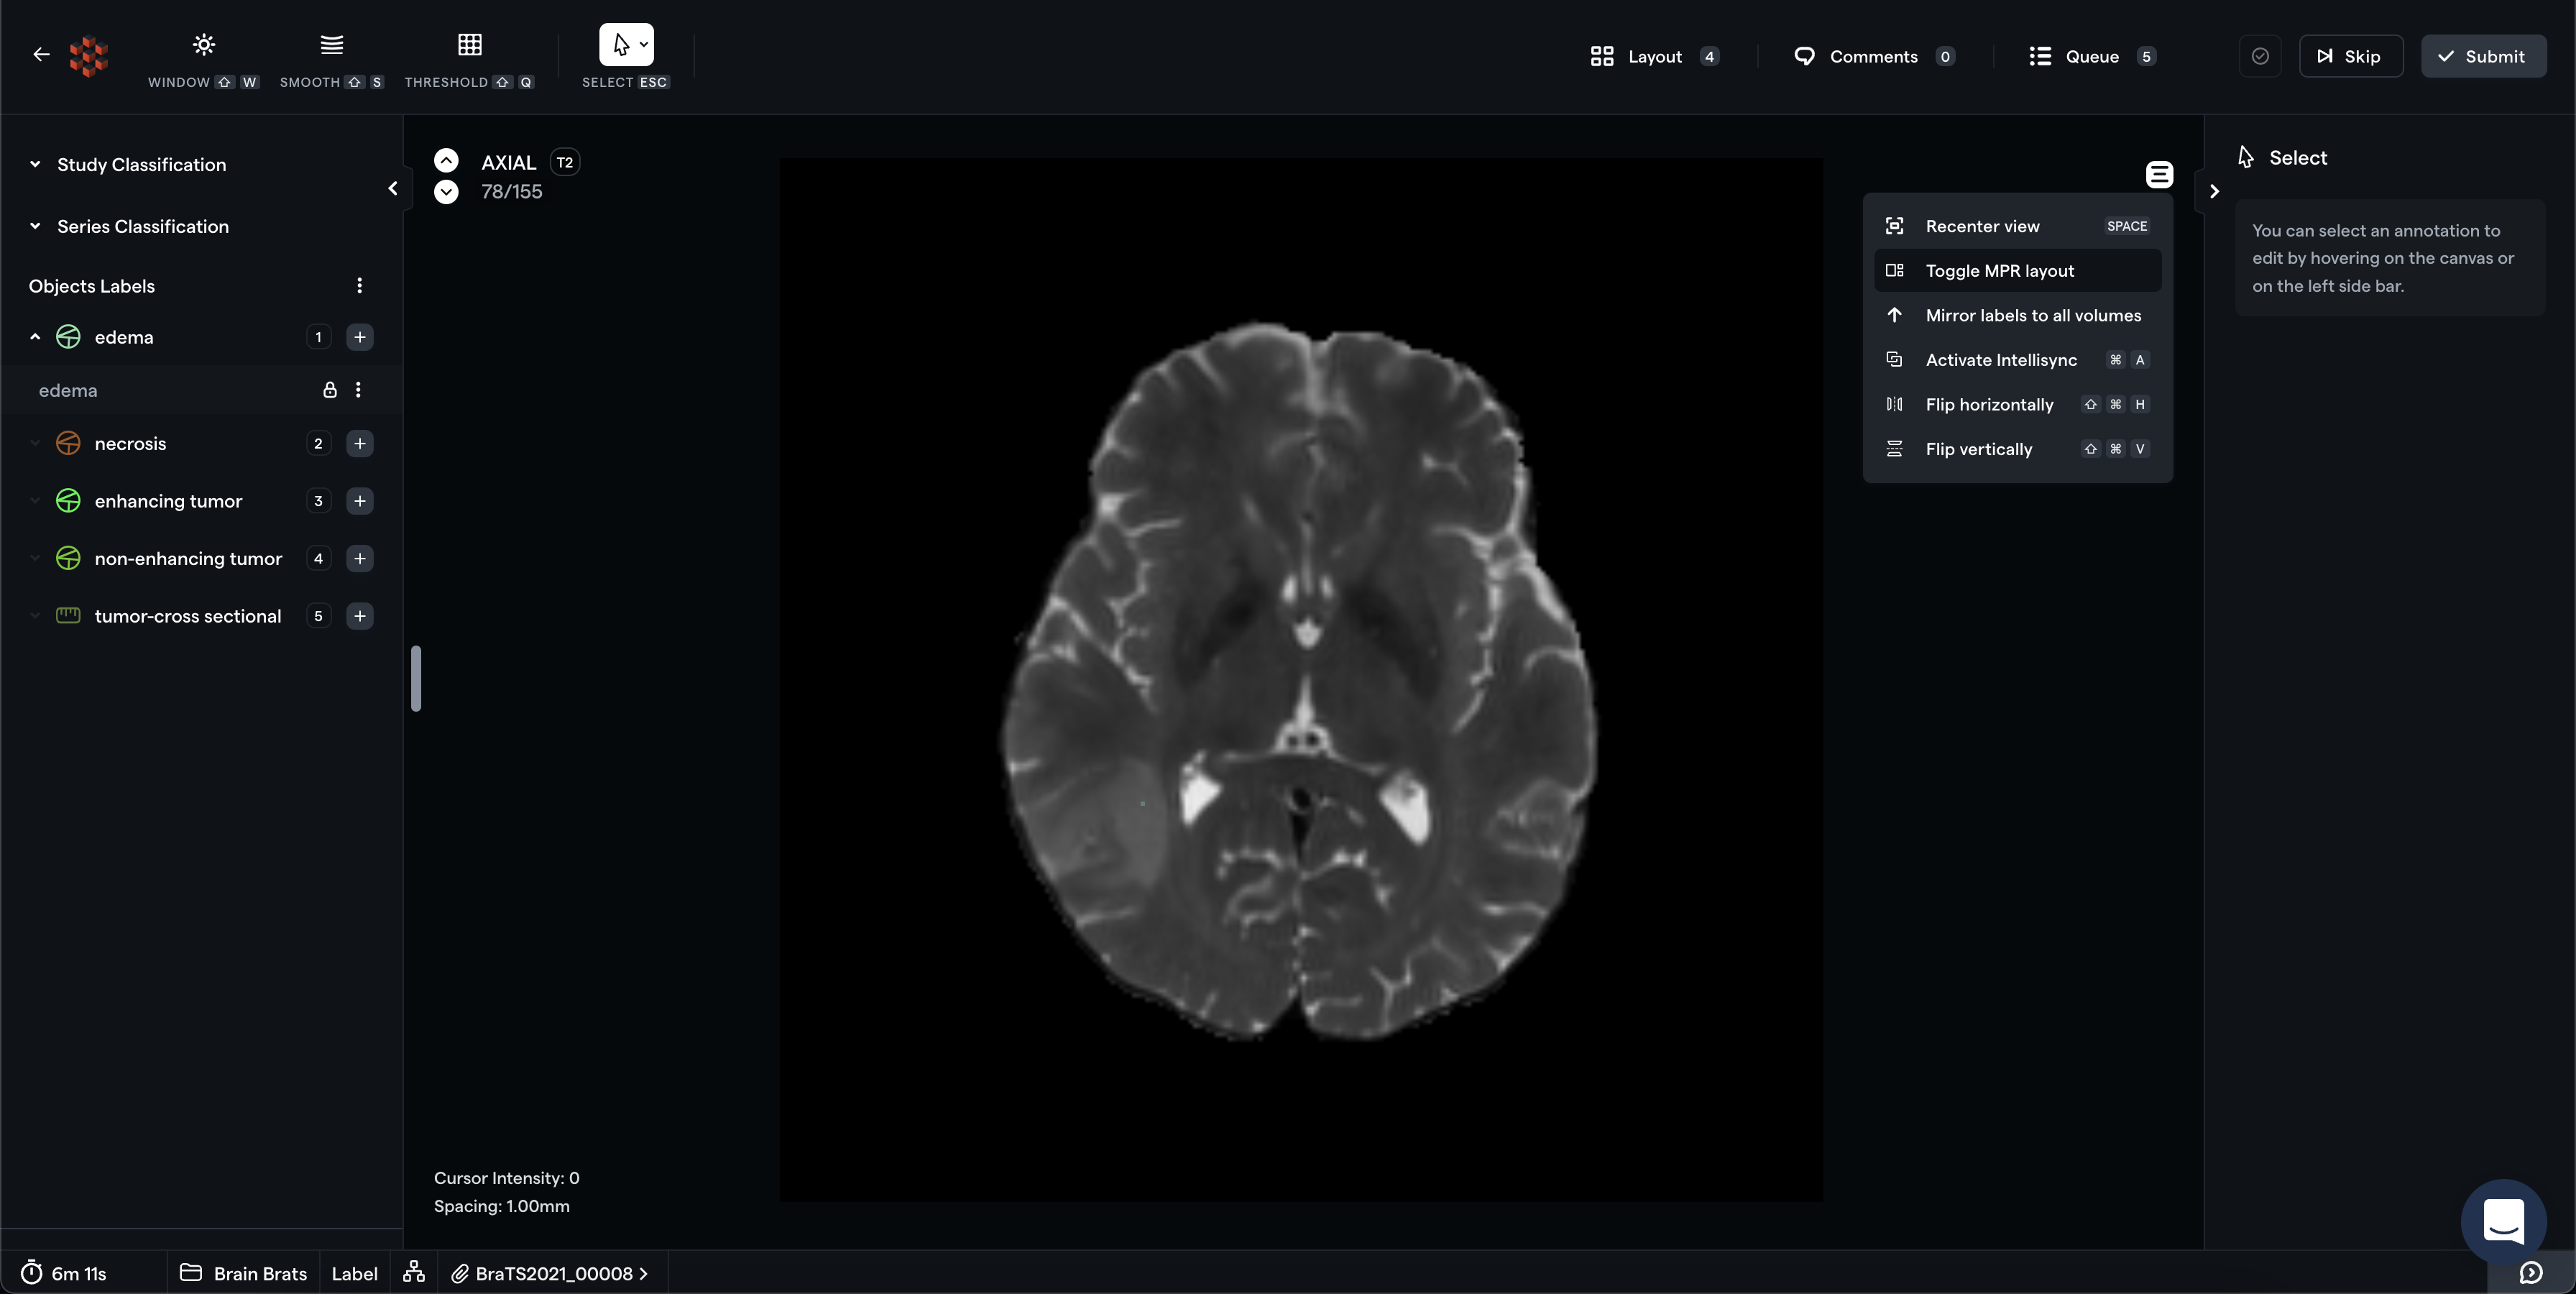 WINDOW ⇧ W
SMOOTH ⇧ S
THRESHOLD ⇧ Q
SELECT ESC
Layout 4
Comments 0
Queue 5
Skip
Submit
Study Classification
Series Classification
Objects Labels
edema 1 +
edema
necrosis 2 +
enhancing tumor 3 +
non-enhancing tumor 4 +
tumor-cross sectional 5 +
AXIAL T2
78/155
Recenter view SPACE
Toggle MPR layout
Mirror labels to all volumes
Activate Intellisync ⌘ A
Flip horizontally ⇧ ⌘ H
Flip vertically ⇧ ⌘ V
Select
You can select an annotation to
edit by hovering on the canvas or
on the left side bar.
Cursor Intensity: 0
Spacing: 1.00mm
6m 11s
Brain Brats
Label
BraTS2021_00008